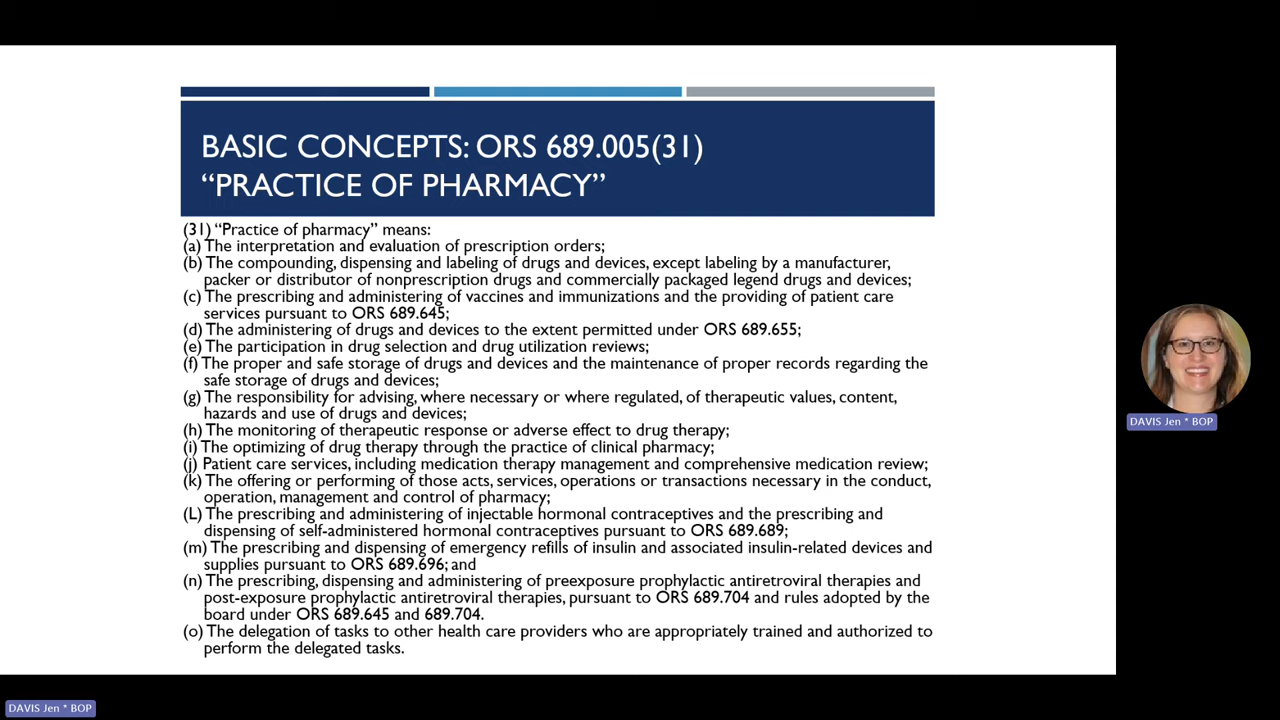 BASIC CONCEPTS: ORS 689.005(31)
“PRACTICE OF PHARMACY”
(31) “Practice of pharmacy” means:
(a) The interpretation and evaluation of prescription orders;
(b) The compounding, dispensing and labeling of drugs and devices, except labeling by a manufacturer,
packer or distributor of nonprescription drugs and commercially packaged legend drugs and devices;
(c) The prescribing and administering of vaccines and immunizations and the providing of patient care
services pursuant to ORS 689.645;
(d) The administering of drugs and devices to the extent permitted under ORS 689.655;
(e) The participation in drug selection and drug utilization reviews;
(f) The proper and safe storage of drugs and devices and the maintenance of proper records regarding the
safe storage of drugs and devices;
(g) The responsibility for advising, where necessary or where regulated, of therapeutic values, content,
hazards and use of drugs and devices;
(h) The monitoring of therapeutic response or adverse effect to drug therapy;
(i) The optimizing of drug therapy through the practice of clinical pharmacy;
(j) Patient care services, including medication therapy management and comprehensive medication review;
(k) The offering or performing of those acts, services, operations or transactions necessary in the conduct,
operation, management and control of pharmacy;
(L) The prescribing and administering of injectable hormonal contraceptives and the prescribing and
dispensing of self-administered hormonal contraceptives pursuant to ORS 689.689;
(m) The prescribing and dispensing of emergency refills of insulin and associated insulin-related devices and
supplies pursuant to ORS 689.696; and
(n) The prescribing, dispensing and administering of preexposure prophylactic antiretroviral therapies and
post-exposure prophylactic antiretroviral therapies, pursuant to ORS 689.704 and rules adopted by the
board under ORS 689.645 and 689.704.
(o) The delegation of tasks to other health care providers who are appropriately trained and authorized to
perform the delegated tasks.
DAVIS Jen * BOP
DAVIS Jen * BOP